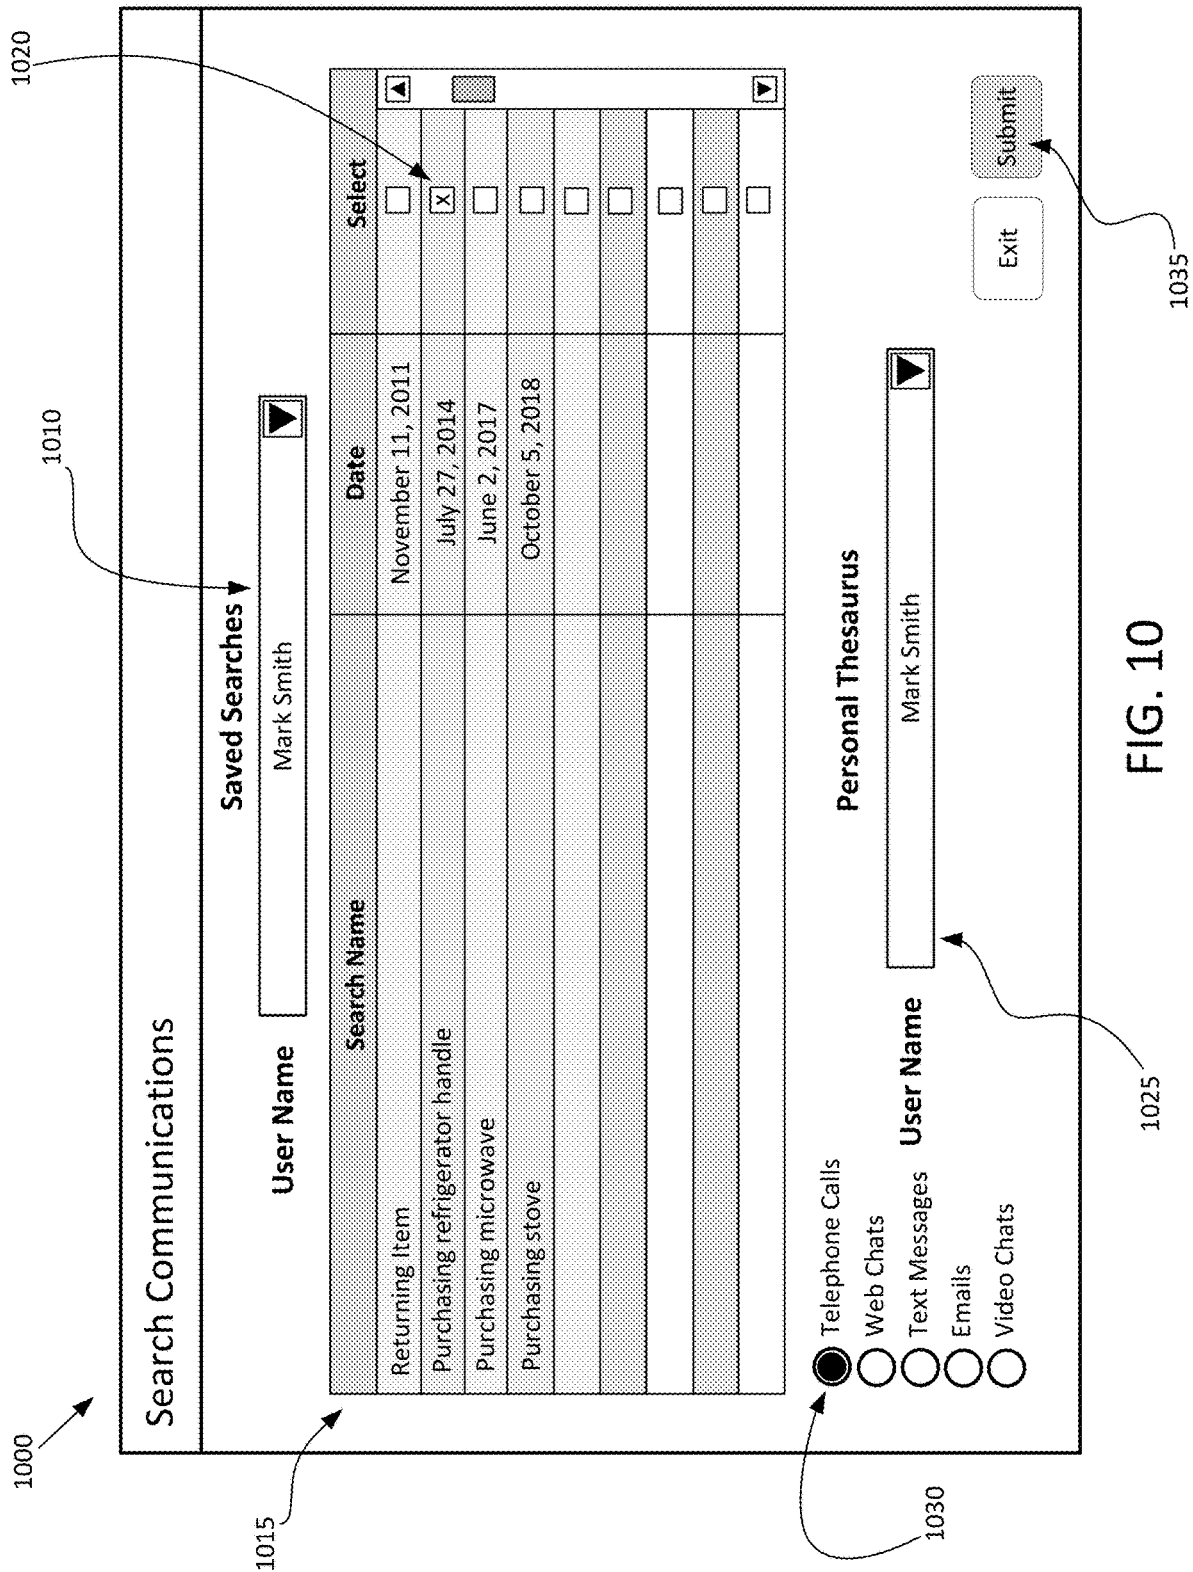 1000
Search Communications
1010
1020
Saved Searches
User Name
Mark Smith
1015
Search Name Date Select
Returning Item November 11, 2011
Purchasing refrigerator handle July 27, 2014 x
Purchasing microwave June 2, 2017
Purchasing stove October 5, 2018
Personal Thesaurus
Telephone Calls
Web Chats
Text Messages
Emails
Video Chats
User Name
Mark Smith
Exit
Submit
1030
1025
1035
FIG. 10